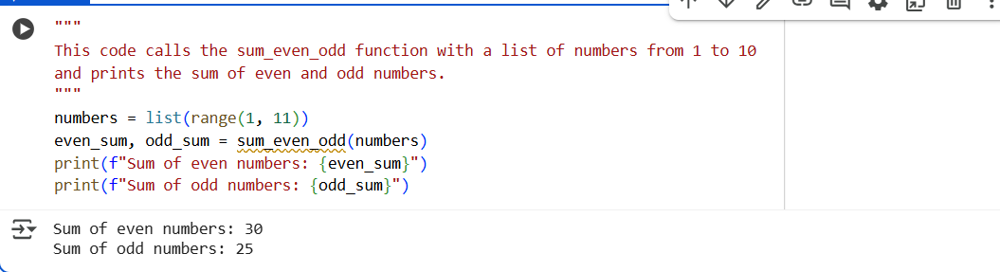 """
This code calls the sum_even_odd function with a list of numbers from 1 to 10
and prints the sum of even and odd numbers.
"""
numbers = list(range(1, 11))
even_sum, odd_sum = sum_even_odd(numbers)
print(f"Sum of even numbers: {even_sum}")
print(f"Sum of odd numbers: {odd_sum}")
Sum of even numbers: 30
Sum of odd numbers: 25